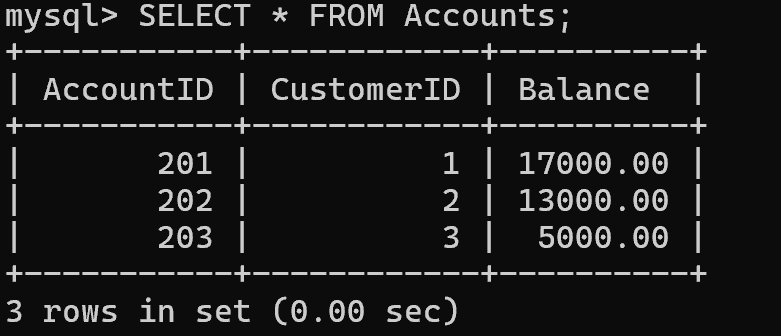 mysql> SELECT * FROM Accounts;
+-----------+------------+----------+
| AccountID | CustomerID | Balance  |
+-----------+------------+----------+
|       201 |          1 | 17000.00 |
|       202 |          2 | 13000.00 |
|       203 |          3 |  5000.00 |
+-----------+------------+----------+
3 rows in set (0.00 sec)